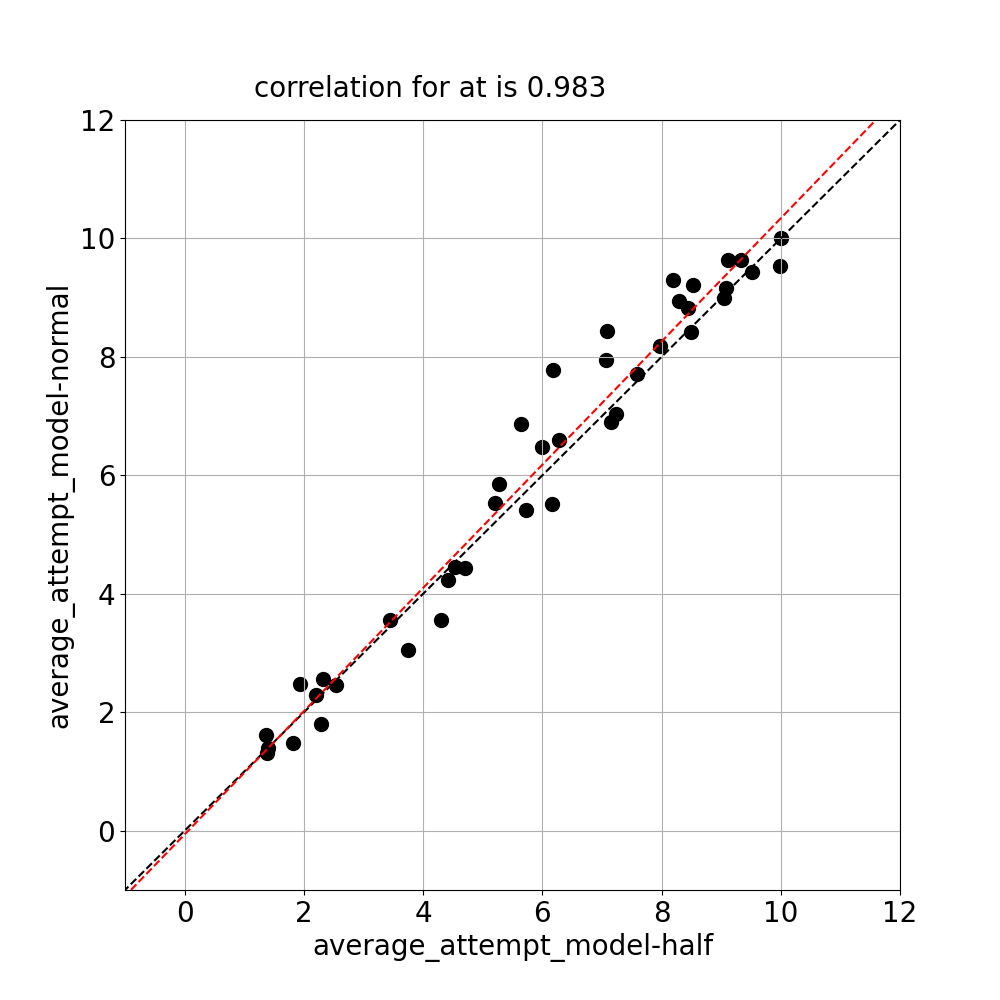 correlation for at is 0.983
12
10
8
6
4
2
0
average_attempt_model-normal
0 2 4 6 8 10 12
average_attempt_model-half